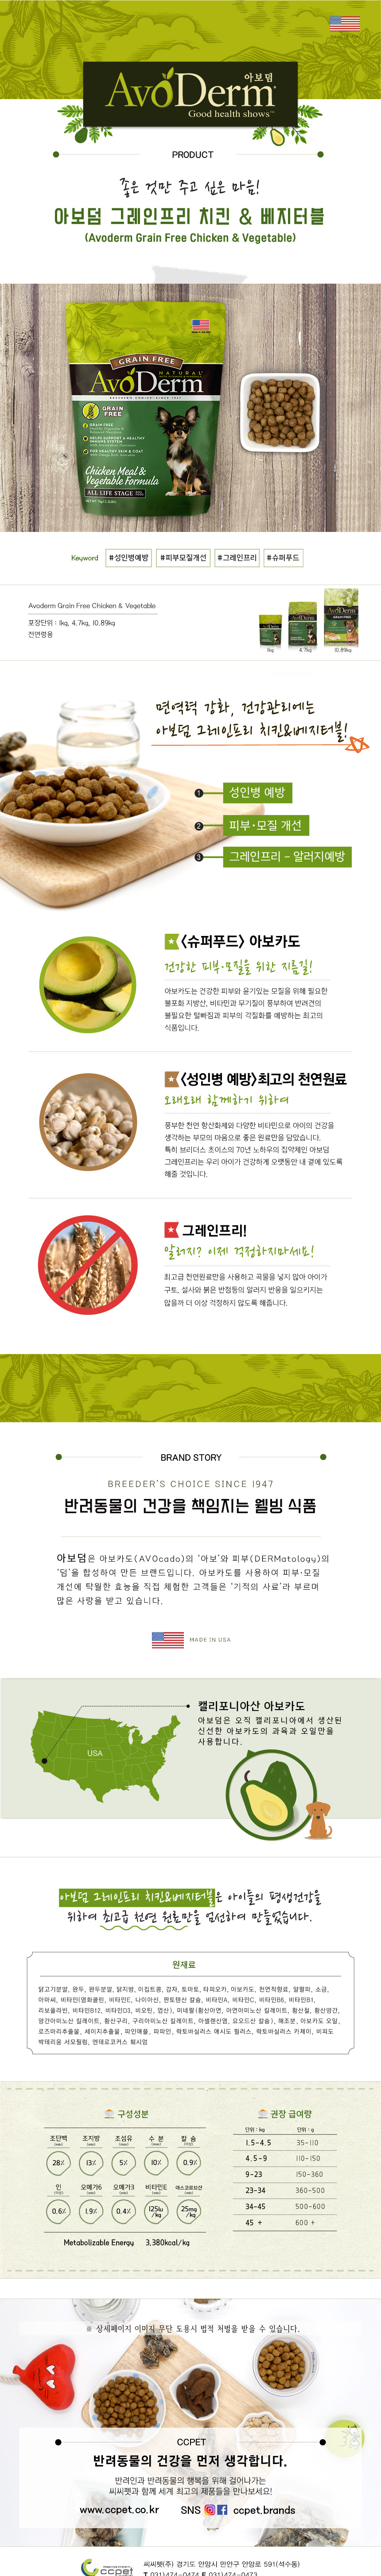 AvoDerm
아보덤
Good health shows™
PRODUCT
좋은 것만 주고 싶은 마음!
아보덤 그레인프리 치킨 & 베지터블
(Avoderm Grain Free Chicken & Vegetable)
GRAIN FREE
NATURAL
AvoDerm
BREEDERS CHOICE SINCE 1947
GRAIN FREE
GRAIN FREE
HELPS SUPPORT A HEALTHY IMMUNE SYSTEM
FOR HEALTHY SKIN & COAT
Chicken Meal &
Vegetable Formula
ALL LIFE STAGE
Keyword #성인병예방 #피부모질개선 #그레인프리 #슈퍼푸드
Avoderm Grain Free Chicken & Vegetable
포장단위 : 1kg, 4.7kg, 10.89kg
전연령용
1kg 4.7kg 10.89kg
면역력 강화, 건강관리에는
아보덤 그레인프리 치킨&베지터블!
1 성인병 예방
2 피부·모질 개선
3 그레인프리 - 알러지예방
<슈퍼푸드> 아보카도
건강한 피부·모질을 위한 지름길!
아보카도는 건강한 피부와 윤기있는 모질을 위해 필요한
불포화 지방산, 비타민과 무기질이 풍부하여 반려견의
불필요한 털빠짐과 피부의 각질화를 예방하는 최고의
식품입니다.
<성인병 예방>최고의 천연원료
오래오래 함께하기 위하여
풍부한 천연 항산화제와 다양한 비타민으로 아이의 건강을
생각하는 부모의 마음으로 좋은 원료만을 담았습니다.
특히 브리더스 초이스의 70년 노하우의 집약체인 아보덤
그레인프리는 우리 아이가 건강하게 오랫동안 내 곁에 있도록
해줄 것입니다.
그레인프리!
알러지? 이제 걱정하지마세요!
최고급 천연원료만을 사용하고 곡물을 넣지 않아 아이가
구토, 설사와 붉은 반점등의 알러지 반응을 일으키지는
않을까 더 이상 걱정하지 않도록 해줍니다.
BRAND STORY
BREEDER'S CHOICE SINCE 1947
반려동물의 건강을 책임지는 웰빙 식품
아보덤은 아보카도(AVOcado)의 '아보'와 피부(DERMatology)의
'덤'을 합성하여 만든 브랜드입니다. 아보카도를 사용하여 피부·모질
개선에 탁월한 효능을 직접 체험한 고객들은 '기적의 사료'라 부르며
많은 사랑을 받고 있습니다.
MADE IN USA
캘리포니아산 아보카도
아보덤은 오직 캘리포니아에서 생산된
신선한 아보카도의 과육과 오일만을
사용합니다.
USA
아보덤 그레인프리 치킨&베지터블은 아이들의 평생건강을
위하여 최고급 천연 원료만을 엄선하여 만들었습니다.
원재료
닭고기분말, 완두, 완두분말, 닭지방, 이집트콩, 감자, 토마토, 타피오카, 아보카도, 천연착향료, 알팔파, 소금,
아마씨, 비타민(염화콜린, 비타민E, 나이아신, 판토텐산 칼슘, 비타민A, 비타민C, 비타민B6, 비타민B1,
리보플라빈, 비타민B12, 비타민D3, 비오틴, 엽산), 미네랄(황산아연, 아연아미노산 킬레이트, 황산철, 황산망간,
망간아미노산 킬레이트, 황산구리, 구리아미노산 킬레이트, 아셀렌산염, 요오드산 칼슘), 해조분, 아보카도 오일,
로즈마리추출물, 세이지추출물, 파인애플, 파파인, 락토바실러스 애시도 필러스, 락토바실러스 카제이, 비피도
박테리움 서모필럼, 엔테로코커스 훼시엄
구성성분
조단백 조지방 조섬유 수 분 칼 슘
28% 13% 5% 10% 0.9%
인 오메가6 오메가3 비타민E 아스코르브산
0.6% 1.9% 0.4% 125iu/kg 25mg/kg
Metabolizable Energy 3,380kcal/kg
권장 급여량
단위 : kg 단위 : g
1.5-4.5 35-110
4.5-9 110-150
9-23 150-360
23-34 360-500
34-45 500-600
45 + 600 +
※ 상세페이지 이미지 무단 도용시 법적 처벌을 받을 수 있습니다.
CCPET
반려동물의 건강을 먼저 생각합니다.
반려인과 반려동물의 행복을 위해 걸어나가는
씨씨펫과 함께 세계 최고의 제품들을 만나보세요!
www.ccpet.co.kr SNS ccpet.brands
ccpet
씨씨펫(주) 경기도 안양시 만안구 안양로 591(석수동)
T 031)474-0474 F 031)474-0473